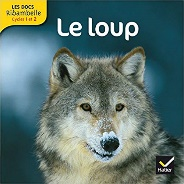 LES DOCS
Ribambelle
cycles 1 et 2
Le loup
Hatier